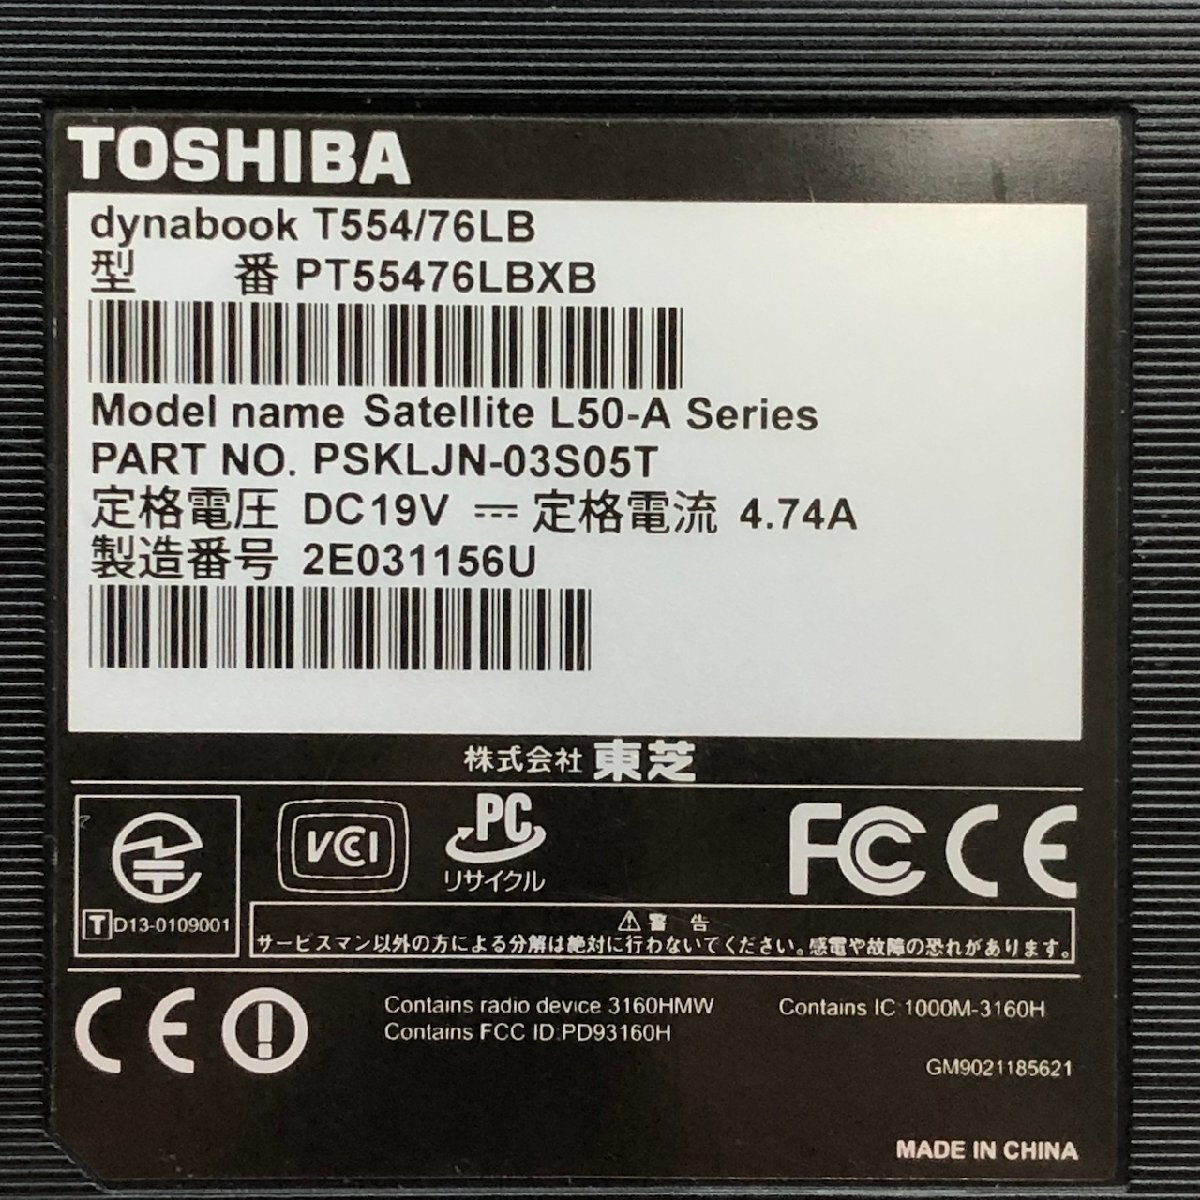 TOSHIBA
dynabook T554/76LB
型 番 PT55476LBXB
Model name Satellite L50-A Series
PART NO. PSKLJN-03S05T
定格電圧 DC19V ⎓ 定格電流 4.74A
製造番号 2E031156U
株式会社 東芝
VCCI
PC
リサイクル
FC CE
T D13-0109001
⚠ 警 告
サービスマン以外の方による分解は絶対に行わないでください。感電や故障の恐れがあります。
CE
Contains radio device 3160HMW
Contains IC:1000M-3160H
Contains FCC ID:PD93160H
GM9021185621
MADE IN CHINA